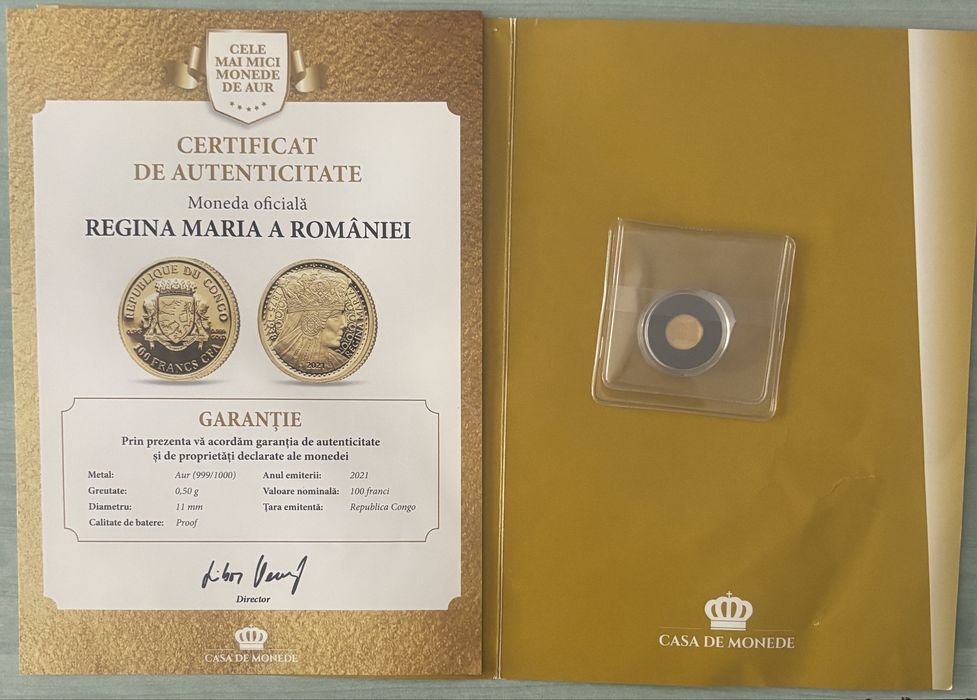 CELE
MAI MICI
MONEDE
DE AUR
CERTIFICAT
DE AUTENTICITATE
Moneda oficială
REGINA MARIA A ROMÂNIEI
REPUBLIQUE DU CONGO
100 FRANCS CFA
REGINA
2021
GARANȚIE
Prin prezenta vă acordăm garanția de autenticitate
și de proprietăți declarate ale monedei
Metal: Aur (999/1000) Anul emiterii: 2021
Greutate: 0,50 g Valoare nominală: 100 franci
Diametru: 11 mm Țara emitentă: Republica Congo
Calitate de batere: Proof
Director
CASA DE MONEDE
CASA DE MONEDE